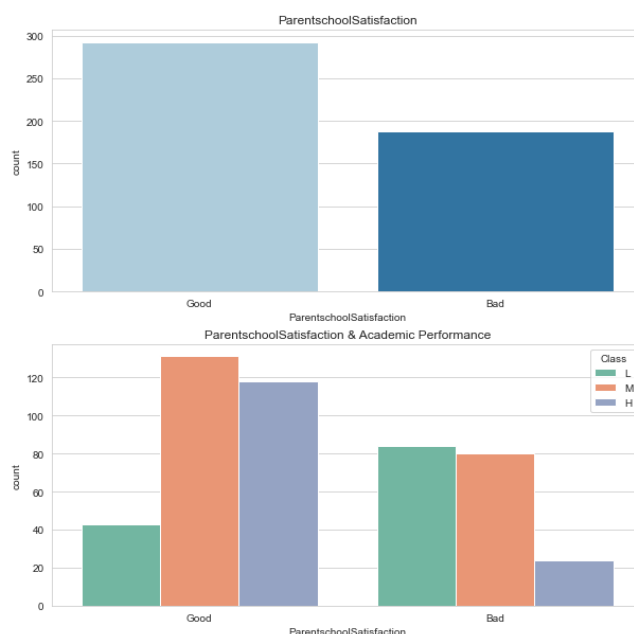 ParentschoolSatisfaction
300
250
200
150
100
50
0
count
Good
Bad
ParentschoolSatisfaction
ParentschoolSatisfaction & Academic Performance
120
100
80
60
40
20
0
count
Class
L
M
H
Good
Bad
ParentschoolSatisfaction